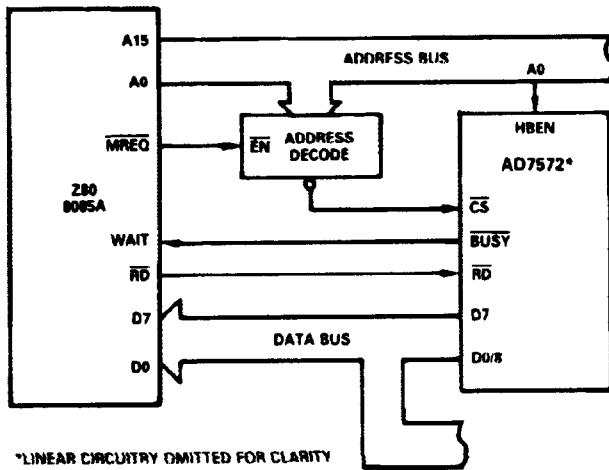 A15
ADDRESS BUS
A0
A0
HBEN
MREQ
EN
ADDRESS
DECODE
AD7572*
Z80
8085A
CS
WAIT
BUSY
RD
RD
D7
D7
DATA BUS
D0
D0/8
*LINEAR CIRCUITRY OMITTED FOR CLARITY